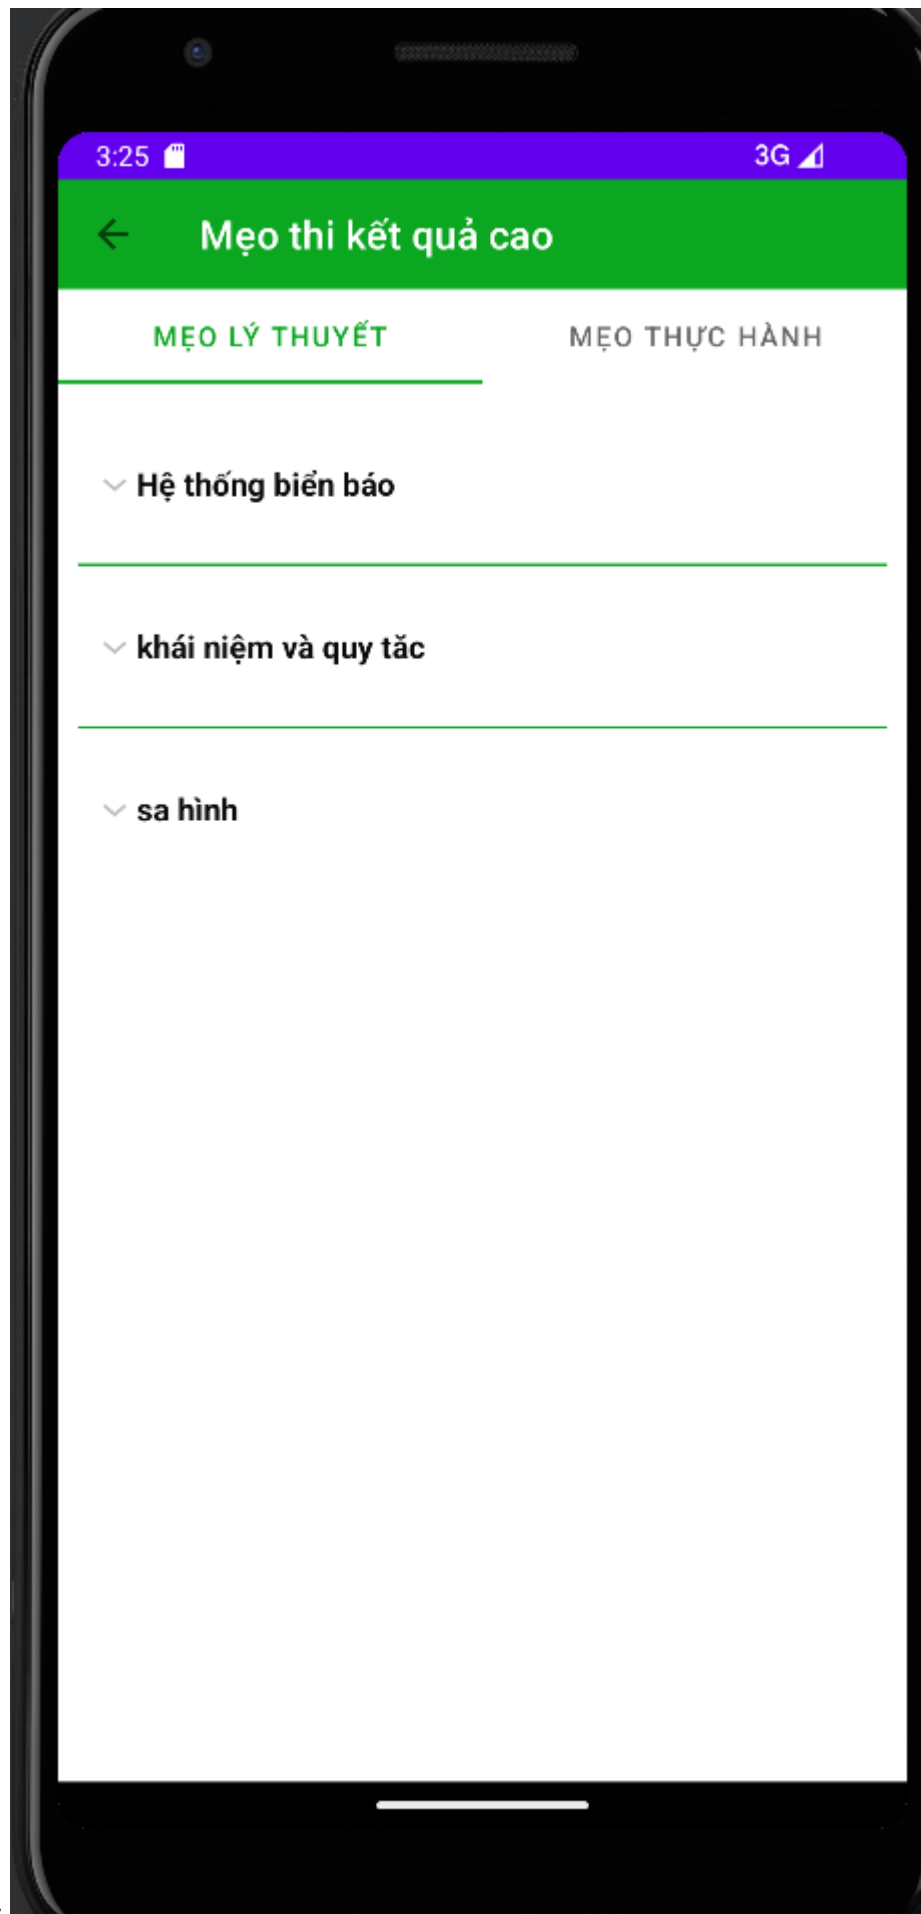 3:25 3G
Mẹo thi kết quả cao
MẸO LÝ THUYẾT MẸO THỰC HÀNH
Hệ thống biển báo
khái niệm và quy tăc
sa hình